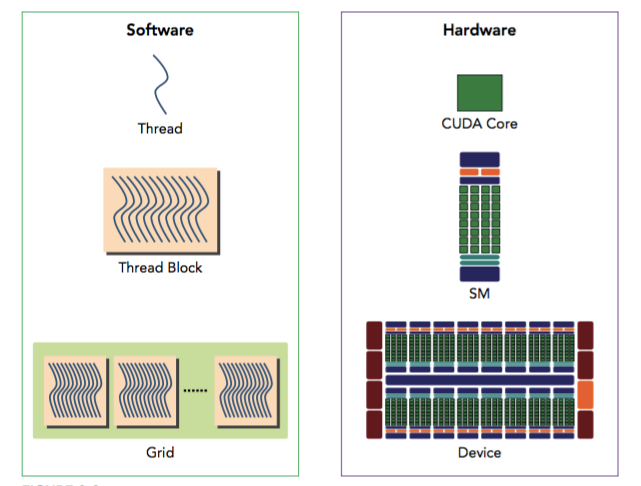 Software
Thread
Thread Block
......
Grid
Hardware
CUDA Core
SM
Device